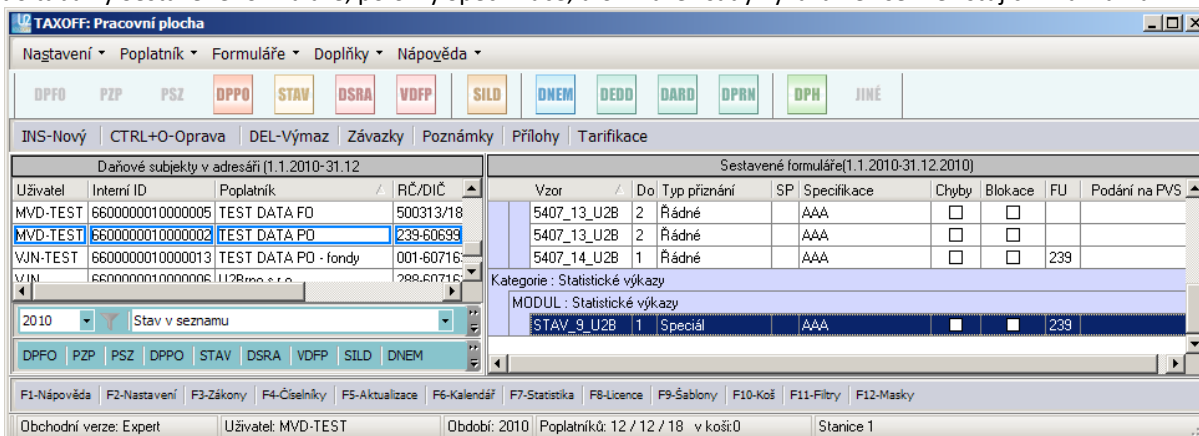 TAXOFF: Pracovní plocha
Nastavení Poplatník Formuláře Doplňky Nápověda
DPFO PZP PSZ DPPO STAV DSRA VDFP SILD DNEM DEDD DARD DPRN DPH JINÉ
INS-Nový CTRL+O-Oprava DEL-Výmaz Závazky Poznámky Přílohy Tarifikace
Daňové subjekty v adresáři (1.1.2010-31.12
Uživatel Interní ID Poplatník RČ/DIČ
MVD-TEST 6600000010000005 TEST DATA FO 500313/18
MVD-TEST 6600000010000002 TEST DATA PO 239-60699
VJN-TEST 6600000010000013 TEST DATA PO - fondy 001-60716
VJN 6600000010000006 U2Brno s.r.o. 288-60716
2010 Stav v seznamu
DPFO PZP PSZ DPPO STAV DSRA VDFP SILD DNEM
Sestavené formuláře(1.1.2010-31.12.2010)
Vzor Do Typ přiznání SP Specifikace Chyby Blokace FU Podání na PVS
5407_13_U2B 2 Řádné AAA
5407_13_U2B 2 Řádné AAA
5407_14_U2B 1 Řádné AAA 239
Kategorie : Statistické výkazy
MODUL : Statistické výkazy
STAV_9_U2B 1 Speciál AAA 239
F1-Nápověda F2-Nastavení F3-Zákony F4-Číselníky F5-Aktualizace F6-Kalendář F7-Statistika F8-Licence F9-Šablony F10-Koš F11-Filtry F12-Masky
Obchodní verze: Expert Uživatel: MVD-TEST Období: 2010 Poplatníků: 12 / 12 / 18 v koši:0 Stanice 1